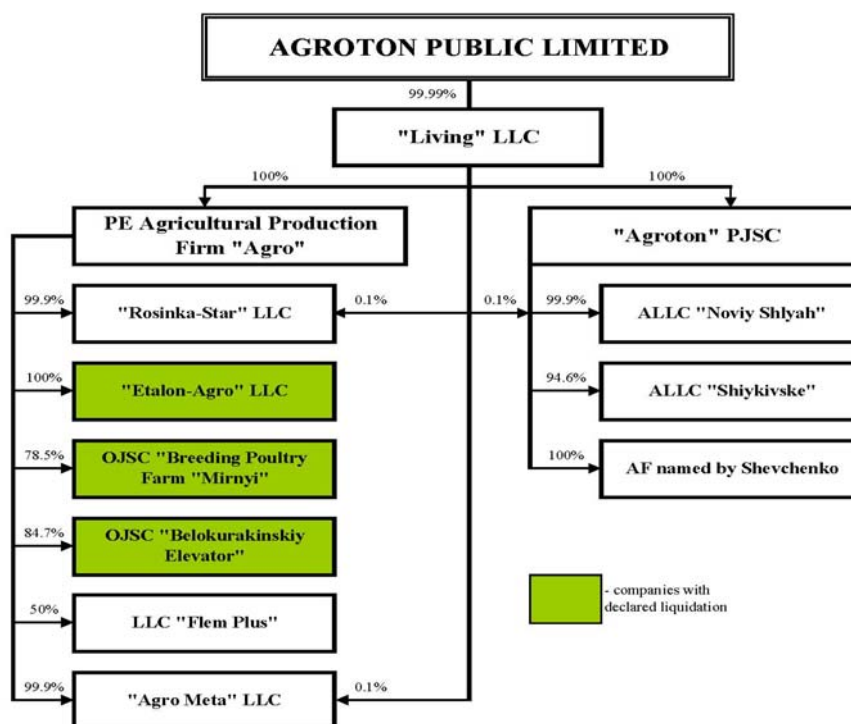 AGROTON PUBLIC LIMITED
99.99%
"Living" LLC
100%
100%
PE Agricultural Production
Firm "Agro"
"Agroton" PJSC
99.9%
"Rosinka-Star" LLC
0.1%
0.1%
99.9%
ALLC "Noviy Shlyah"
100%
"Etalon-Agro" LLC
94.6%
ALLC "Shiykivske"
78.5%
OJSC "Breeding Poultry
Farm "Mirnyi"
100%
AF named by Shevchenko
84.7%
OJSC "Belokurakinskiy
Elevator"
- companies with
declared liquidation
50%
LLC "Flem Plus"
99.9%
"Agro Meta" LLC
0.1%